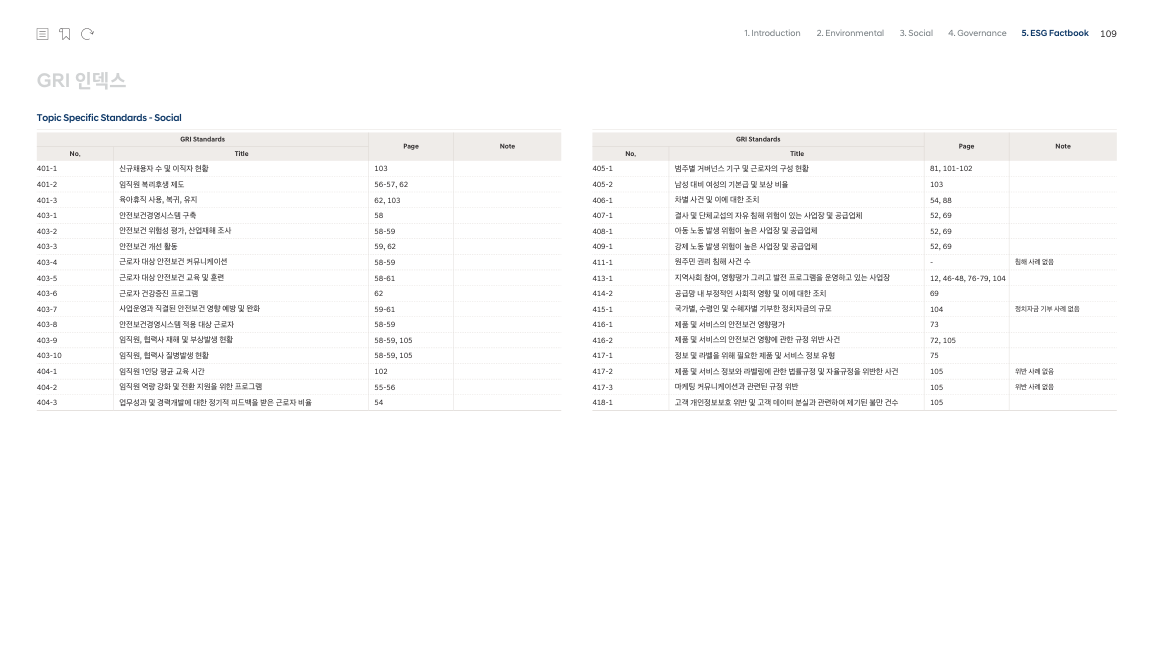 1. Introduction 2. Environmental 3. Social 4. Governance 5. ESG Factbook 109
GRI 인덱스
Topic Specific Standards - Social
GRI Standards Page Note
No. Title
401-1 신규채용자 수 및 이직자 현황 103
401-2 임직원 복리후생 제도 56-57, 62
401-3 육아휴직 사용, 복귀, 유지 62, 103
403-1 안전보건경영시스템 구축 58
403-2 안전보건 위험성 평가, 산업재해 조사 58-59
403-3 안전보건 개선 활동 59, 62
403-4 근로자 대상 안전보건 커뮤니케이션 58-59
403-5 근로자 대상 안전보건 교육 및 훈련 58-61
403-6 근로자 건강증진 프로그램 62
403-7 사업운영과 직결된 안전보건 영향 예방 및 완화 59-61
403-8 안전보건경영시스템 적용 대상 근로자 58-59
403-9 임직원, 협력사 재해 및 부상발생 현황 58-59, 105
403-10 임직원, 협력사 질병발생 현황 58-59, 105
404-1 임직원 1인당 평균 교육 시간 102
404-2 임직원 역량 강화 및 전환 지원을 위한 프로그램 55-56
404-3 업무성과 및 경력개발에 대한 정기적 피드백을 받은 근로자 비율 54
GRI Standards Page Note
No. Title
405-1 범주별 거버넌스 기구 및 근로자의 구성 현황 81, 101-102
405-2 남성 대비 여성의 기본급 및 보상 비율 103
406-1 차별 사건 및 이에 대한 조치 54, 88
407-1 결사 및 단체교섭의 자유 침해 위험이 있는 사업장 및 공급업체 52, 69
408-1 아동 노동 발생 위험이 높은 사업장 및 공급업체 52, 69
409-1 강제 노동 발생 위험이 높은 사업장 및 공급업체 52, 69
411-1 원주민 권리 침해 사건 수 - 침해 사례 없음
413-1 지역사회 참여, 영향평가 그리고 발전 프로그램을 운영하고 있는 사업장 12, 46-48, 76-79, 104
414-2 공급망 내 부정적인 사회적 영향 및 이에 대한 조치 69
415-1 국가별, 수령인 및 수혜자별 기부한 정치자금의 규모 104 정치자금 기부 사례 없음
416-1 제품 및 서비스의 안전보건 영향평가 73
416-2 제품 및 서비스의 안전보건 영향에 관한 규정 위반 사건 72, 105
417-1 정보 및 라벨을 위해 필요한 제품 및 서비스 정보 유형 75
417-2 제품 및 서비스 정보와 라벨링에 관한 법률규정 및 자율규정을 위반한 사건 105 위반 사례 없음
417-3 마케팅 커뮤니케이션과 관련된 규정 위반 105 위반 사례 없음
418-1 고객 개인정보보호 위반 및 고객 데이터 분실과 관련하여 제기된 불만 건수 105